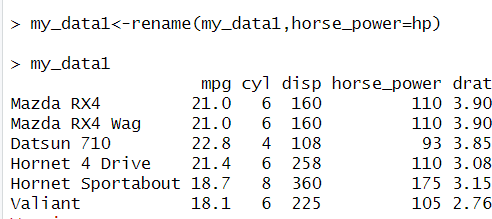 > my_data1<-rename(my_data1,horse_power=hp)
> my_data1
mpg cyl disp horse_power drat
Mazda RX4 21.0 6 160 110 3.90
Mazda RX4 Wag 21.0 6 160 110 3.90
Datsun 710 22.8 4 108 93 3.85
Hornet 4 Drive 21.4 6 258 110 3.08
Hornet Sportabout 18.7 8 360 175 3.15
Valiant 18.1 6 225 105 2.76